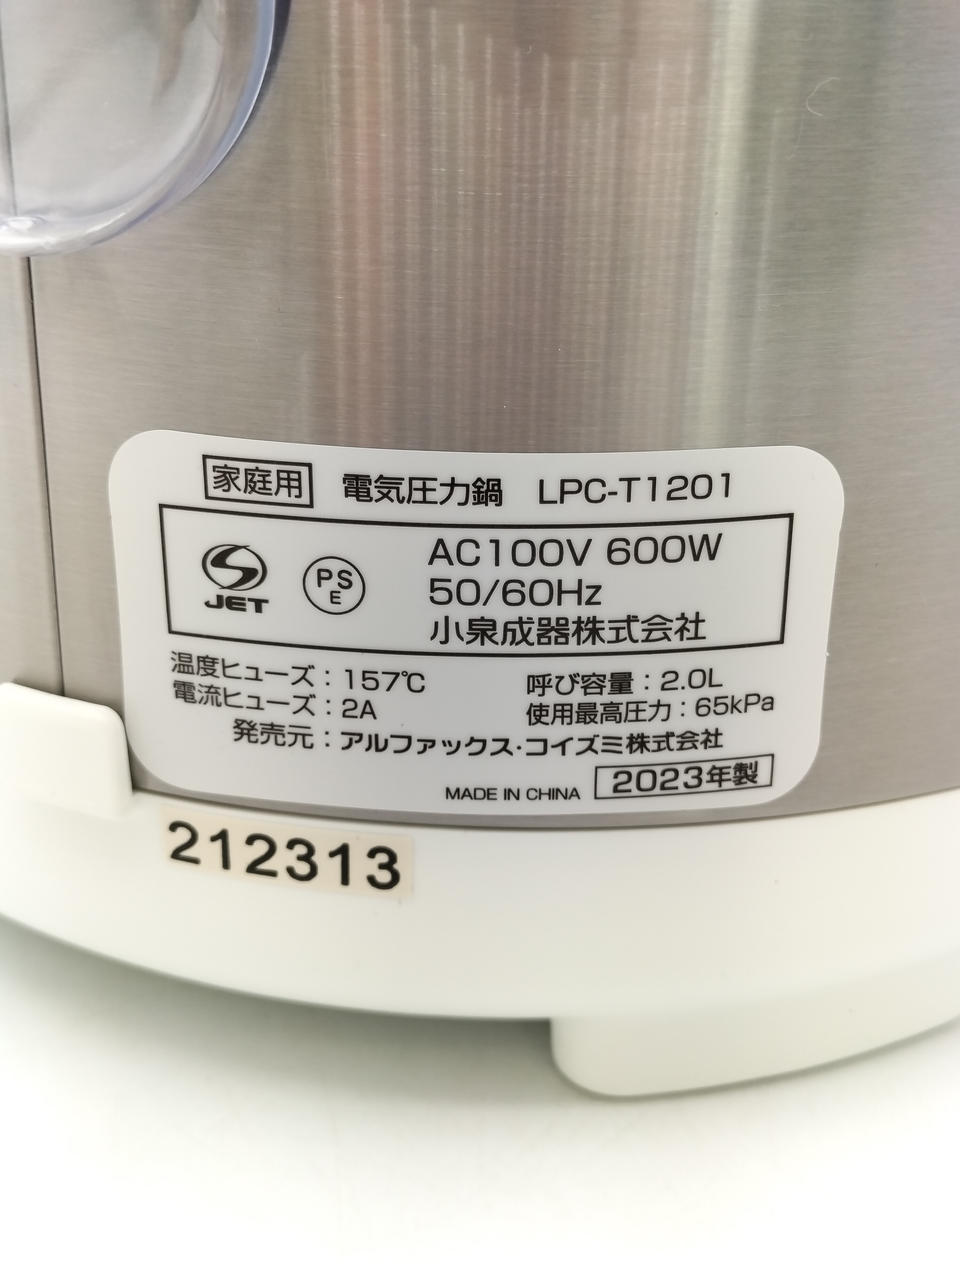 家庭用 電気圧力鍋 LPC-T1201
JET PSE AC100V 600W
50/60Hz
小泉成器株式会社
温度ヒューズ：157℃ 呼び容量：2.0L
電流ヒューズ：2A 使用最高圧力：65kPa
発売元：アルファックス・コイズミ株式会社
MADE IN CHINA 2023年製
212313